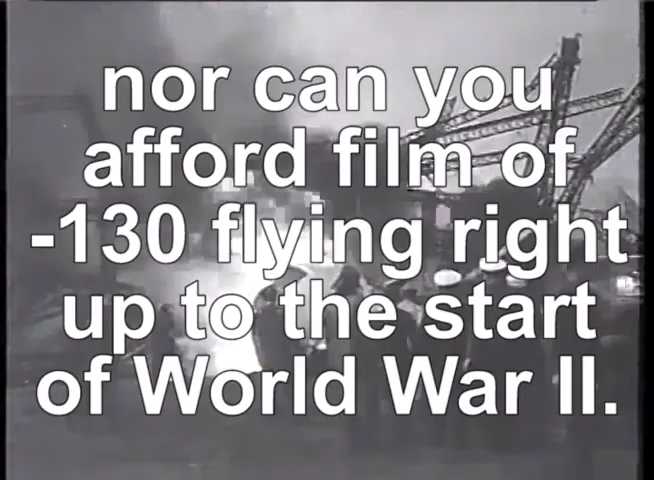 nor can you
afford film of
-130 flying right
up to the start
of World War II.